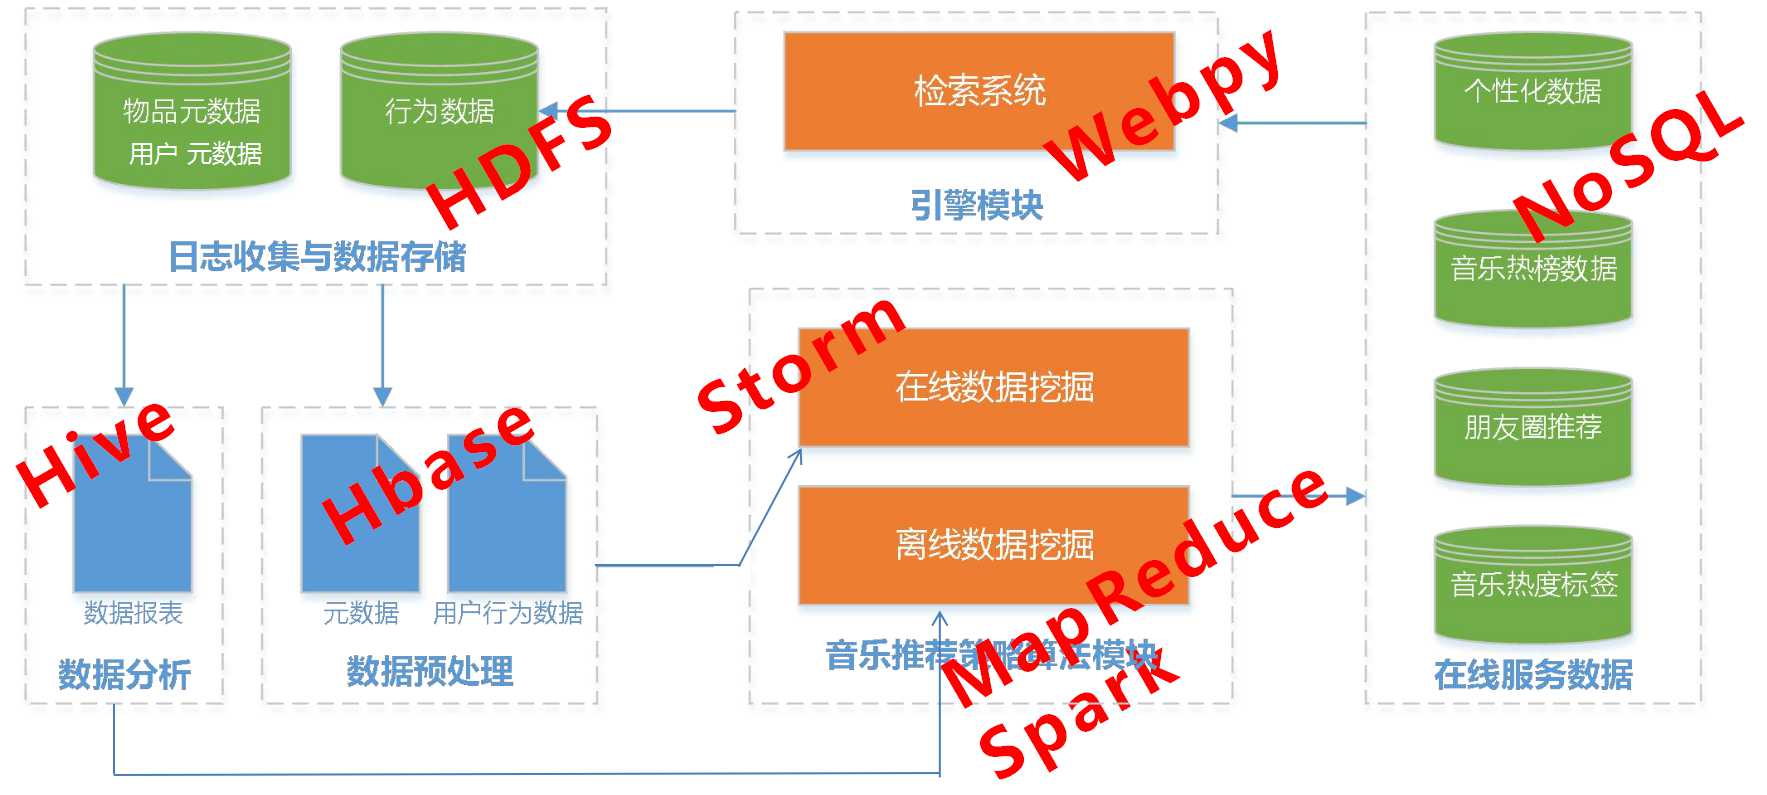 物品元数据
用户 元数据
行为数据
HDFS
日志收集与数据存储
检索系统
Webpy
引擎模块
个性化数据
NoSQL
音乐热榜数据
朋友圈推荐
音乐热度标签
在线服务数据
Hive
数据报表
数据分析
Hbase
元数据
用户行为数据
数据预处理
Storm
在线数据挖掘
离线数据挖掘
MapReduce
音乐推荐策略算法模块
Spark